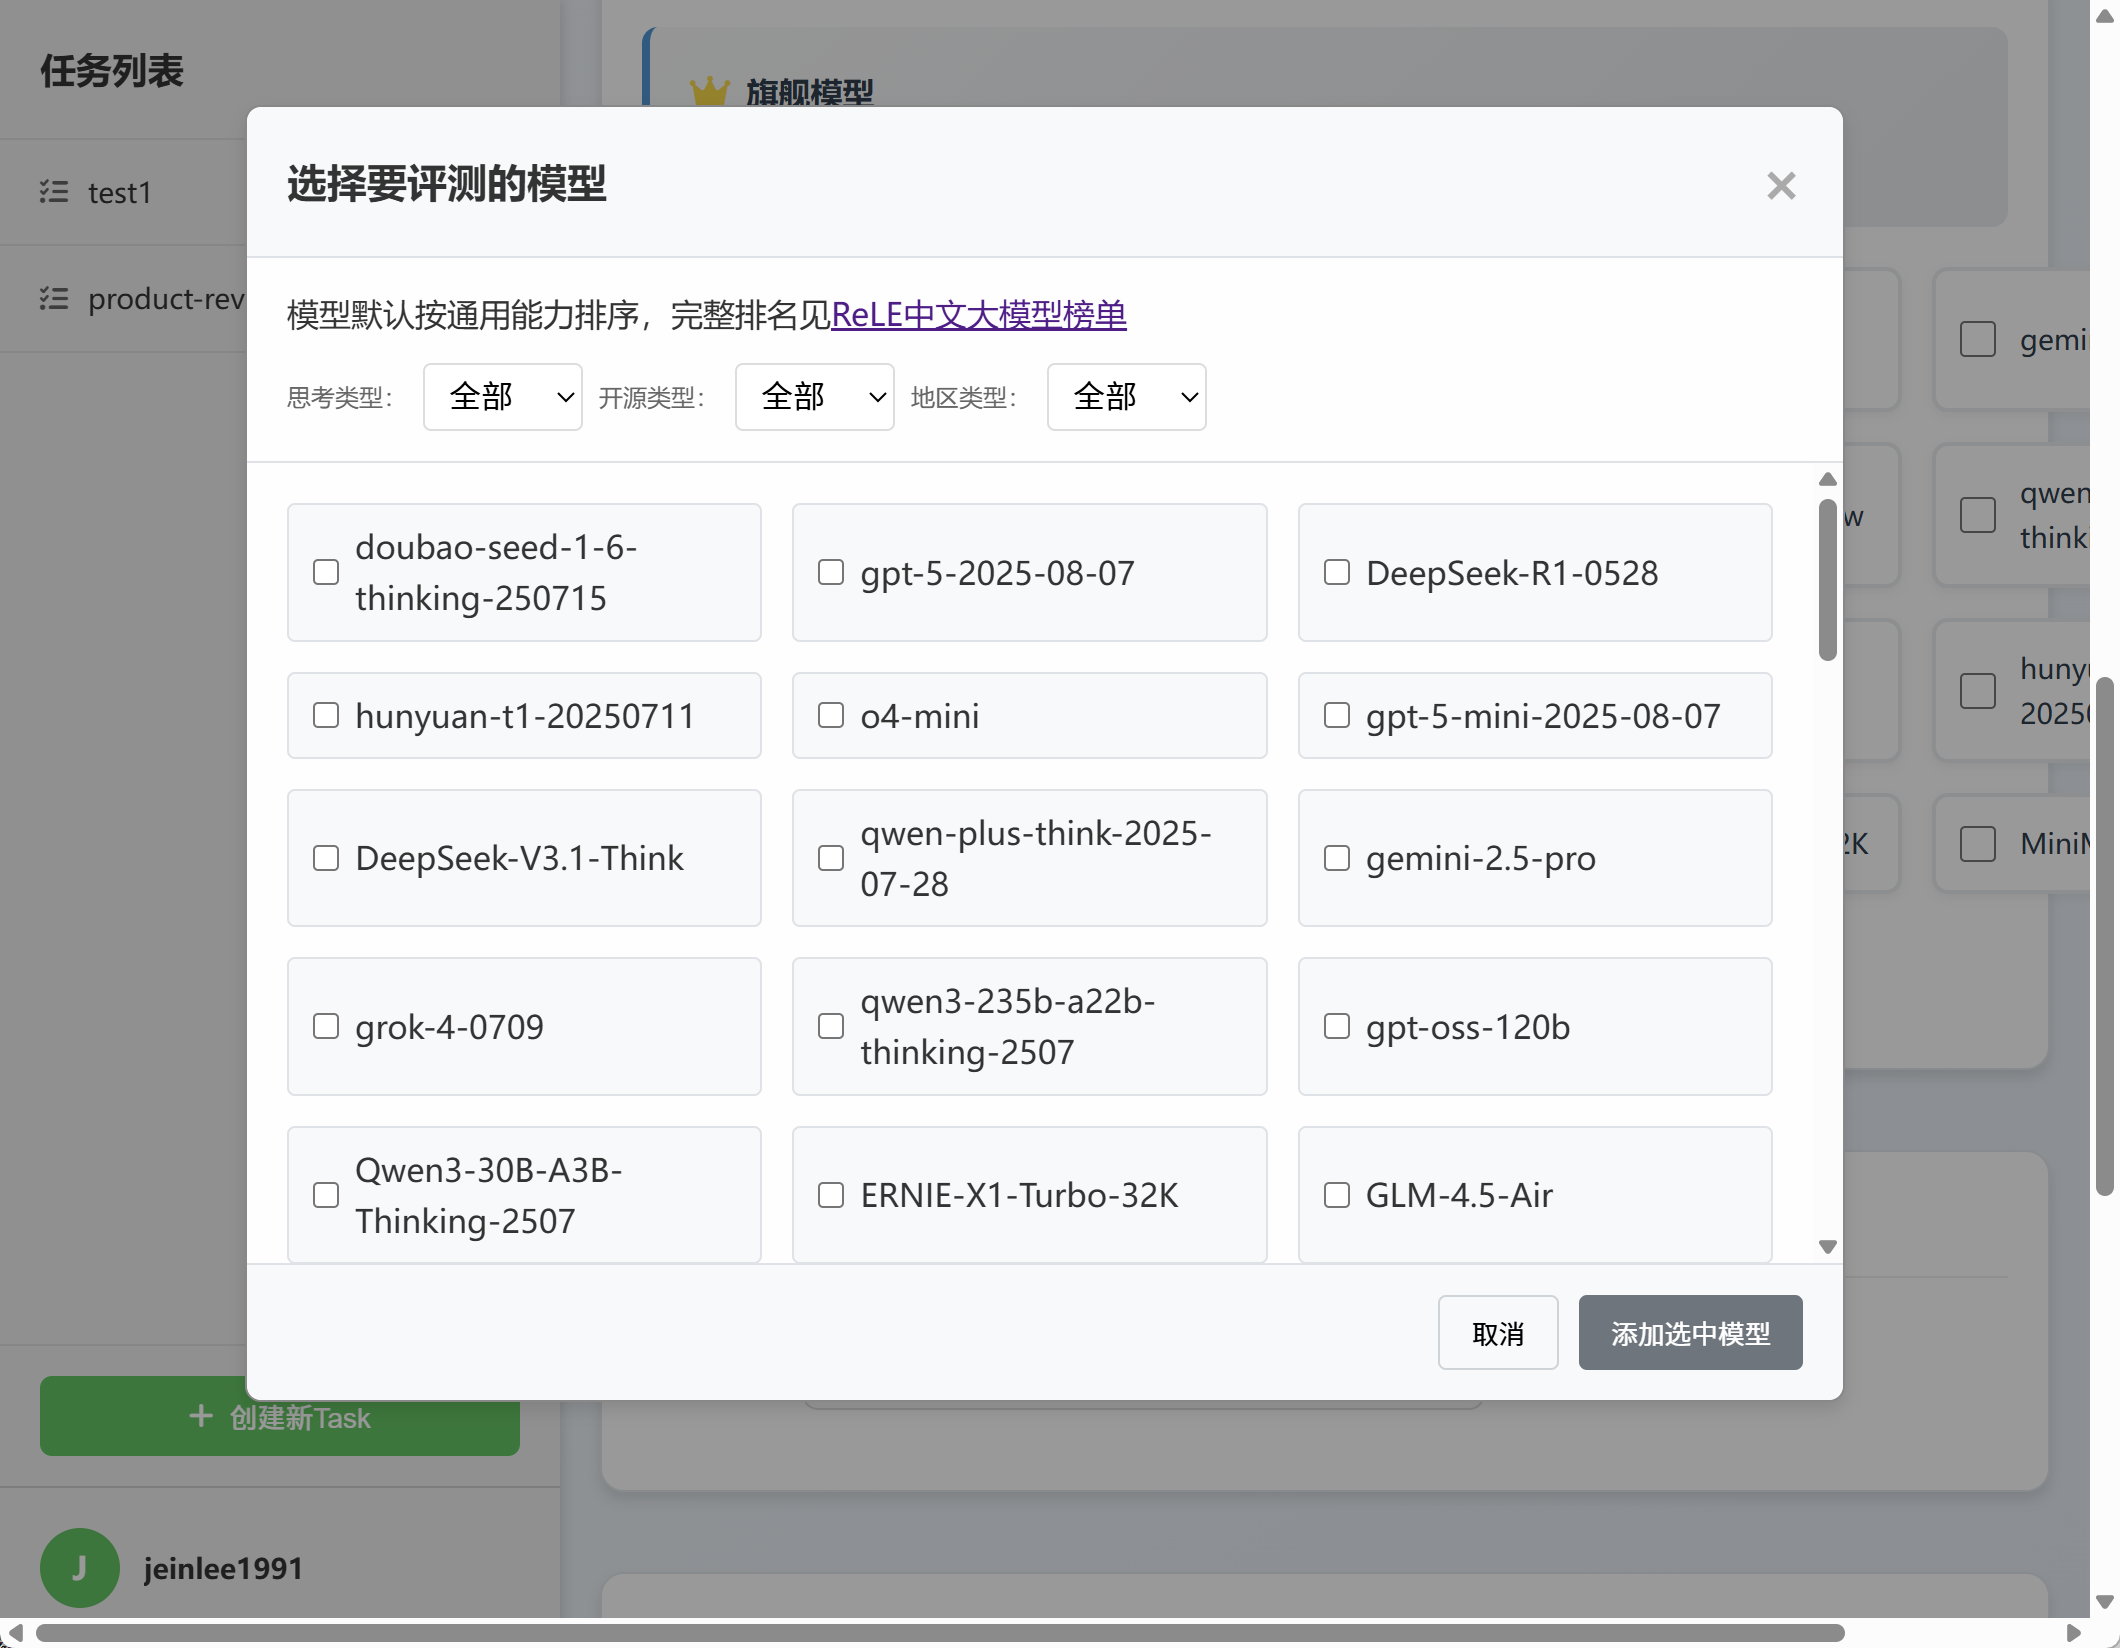 任务列表
test1
product-rev
创建新Task
J
jeinlee1991
旗舰模型
选择要评测的模型
模型默认按通用能力排序，完整排名见ReLE中文大模型榜单
思考类型： 全部 开源类型： 全部 地区类型： 全部
doubao-seed-1-6-
thinking-250715
gpt-5-2025-08-07
DeepSeek-R1-0528
hunyuan-t1-20250711
o4-mini
gpt-5-mini-2025-08-07
DeepSeek-V3.1-Think
qwen-plus-think-2025-
07-28
gemini-2.5-pro
grok-4-0709
qwen3-235b-a22b-
thinking-2507
gpt-oss-120b
Qwen3-30B-A3B-
Thinking-2507
ERNIE-X1-Turbo-32K
GLM-4.5-Air
取消 添加选中模型
gemi
w
qwen
think
huny
2025
2K
Mini